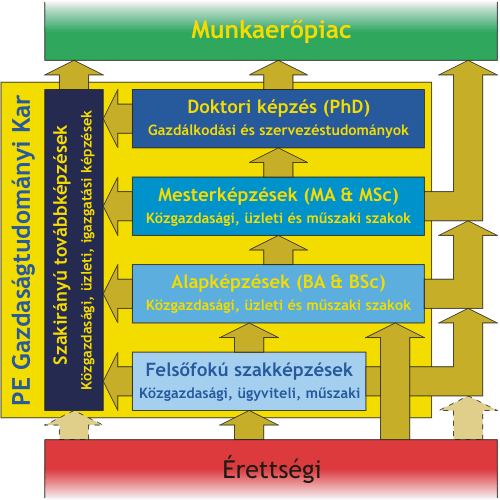 Munkaerőpiac
PE Gazdaságtudományi Kar
Szakirányú továbbképzések
Közgazdasági, üzleti, igazgatási képzések
Doktori képzés (PhD)
Gazdálkodási és szervezéstudományok
Mesterképzések (MA & MSc)
Közgazdasági, üzleti és műszaki szakok
Alapképzések (BA & BSc)
Közgazdasági, üzleti és műszaki szakok
Felsőfokú szakképzések
Közgazdasági, ügyviteli, műszaki
Érettségi